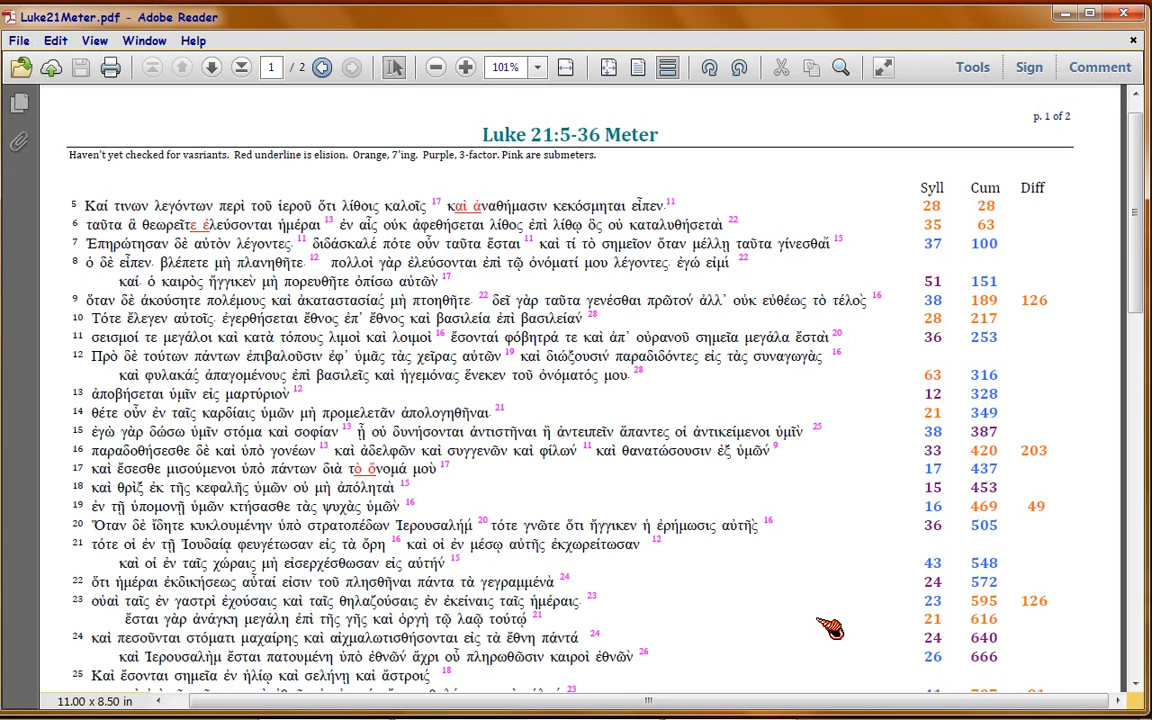 Luke21Meter.pdf - Adobe Reader
File Edit View Window Help
1 / 2 101% Tools Sign Comment
p. 1 of 2
Luke 21:5-36 Meter
Haven't yet checked for vasriants. Red underline is elision. Orange, 7'ing. Purple, 3-factor. Pink are submeters.
Syll Cum Diff
5 Καί τινων λεγόντων περὶ τοῦ ἱεροῦ ὅτι λίθοις καλοῖς 17 καὶ ἀναθήμασιν κεκόσμηται εἶπεν· 11 28 28
6 ταῦτα ἃ θεωρεῖτε ἐλεύσονται ἡμέραι 13 ἐν αἷς οὐκ ἀφεθήσεται λίθος ἐπὶ λίθῳ ὃς οὐ καταλυθήσεται 22 35 63
7 Ἐπηρώτησαν δὲ αὐτὸν λέγοντες· 11 διδάσκαλέ πότε οὖν ταῦτα ἔσται 11 καὶ τί τὸ σημεῖον ὅταν μέλλῃ ταῦτα γίνεσθαι 15 37 100
8 ὁ δὲ εἶπεν· βλέπετε μὴ πλανηθῆτε· 12 πολλοὶ γὰρ ἐλεύσονται ἐπὶ τῷ ὀνόματί μου λέγοντες· ἐγώ εἰμί 22
καί· ὁ καιρὸς ἤγγικεν μὴ πορευθῆτε ὀπίσω αὐτῶν 17 51 151
9 ὅταν δὲ ἀκούσητε πολέμους καὶ ἀκαταστασίας μὴ πτοηθῆτε· 22 δεῖ γὰρ ταῦτα γενέσθαι πρῶτον ἀλλ' οὐκ εὐθέως τὸ τέλος 16 38 189 126
10 Τότε ἔλεγεν αὐτοῖς· ἐγερθήσεται ἔθνος ἐπ' ἔθνος καὶ βασιλεία ἐπὶ βασιλείαν 28 28 217
11 σεισμοί τε μεγάλοι καὶ κατὰ τόπους λιμοὶ καὶ λοιμοὶ 16 ἔσονταί φόβητρά τε καὶ ἀπ' οὐρανοῦ σημεῖα μεγάλα ἔσται 20 36 253
12 Πρὸ δὲ τούτων πάντων ἐπιβαλοῦσιν ἐφ' ὑμᾶς τὰς χεῖρας αὐτῶν 19 καὶ διώξουσιν παραδιδόντες εἰς τὰς συναγωγὰς 16
καὶ φυλακάς ἀπαγομένους ἐπὶ βασιλεῖς καὶ ἡγεμόνας ἕνεκεν τοῦ ὀνόματός μου· 28 63 316
13 ἀποβήσεται ὑμῖν εἰς μαρτύριον 12 12 328
14 θέτε οὖν ἐν ταῖς καρδίαις ὑμῶν μὴ προμελετᾶν ἀπολογηθῆναι. 21 21 349
15 ἐγὼ γὰρ δώσω ὑμῖν στόμα καὶ σοφίαν 13 ᾗ οὐ δυνήσονται ἀντιστῆναι ἢ ἀντειπεῖν ἅπαντες οἱ ἀντικείμενοι ὑμῖν 25 38 387
16 παραδοθήσεσθε δὲ καὶ ὑπὸ γονέων 13 καὶ ἀδελφῶν καὶ συγγενῶν καὶ φίλων 11 καὶ θανατώσουσιν ἐξ ὑμῶν 9 33 420 203
17 καὶ ἔσεσθε μισούμενοι ὑπὸ πάντων διὰ τὸ ὄνομά μου 17 17 437
18 καὶ θρὶξ ἐκ τῆς κεφαλῆς ὑμῶν οὐ μὴ ἀπόληται 15 15 453
19 ἐν τῇ ὑπομονῇ ὑμῶν κτήσασθε τὰς ψυχὰς ὑμῶν 16 16 469 49
20 Ὅταν δὲ ἴδητε κυκλουμένην ὑπὸ στρατοπέδων Ἰερουσαλήμ 20 τότε γνῶτε ὅτι ἤγγικεν ἡ ἐρήμωσις αὐτῆς 16 36 505
21 τότε οἱ ἐν τῇ Ἰουδαίᾳ φευγέτωσαν εἰς τὰ ὄρη 16 καὶ οἱ ἐν μέσῳ αὐτῆς ἐκχωρείτωσαν 12
καὶ οἱ ἐν ταῖς χώραις μὴ εἰσερχέσθωσαν εἰς αὐτήν 15 43 548
22 ὅτι ἡμέραι ἐκδικήσεως αὗταί εἰσιν τοῦ πλησθῆναι πάντα τὰ γεγραμμένα 24 24 572
23 οὐαὶ ταῖς ἐν γαστρὶ ἐχούσαις καὶ ταῖς θηλαζούσαις ἐν ἐκείναις ταῖς ἡμέραις· 23 23 595 126
ἔσται γὰρ ἀνάγκη μεγάλη ἐπὶ τῆς γῆς καὶ ὀργὴ τῷ λαῷ τούτῳ 21 21 616
24 καὶ πεσοῦνται στόματι μαχαίρης καὶ αἰχμαλωτισθήσονται εἰς τὰ ἔθνη πάντά 24 24 640
καὶ Ἰερουσαλὴμ ἔσται πατουμένη ὑπὸ ἐθνῶν ἄχρι οὗ πληρωθῶσιν καιροὶ ἐθνῶν 26 26 666
25 Καὶ ἔσονται σημεῖα ἐν ἡλίῳ καὶ σελήνῃ καὶ ἄστροις 18
11.00 x 8.50 in